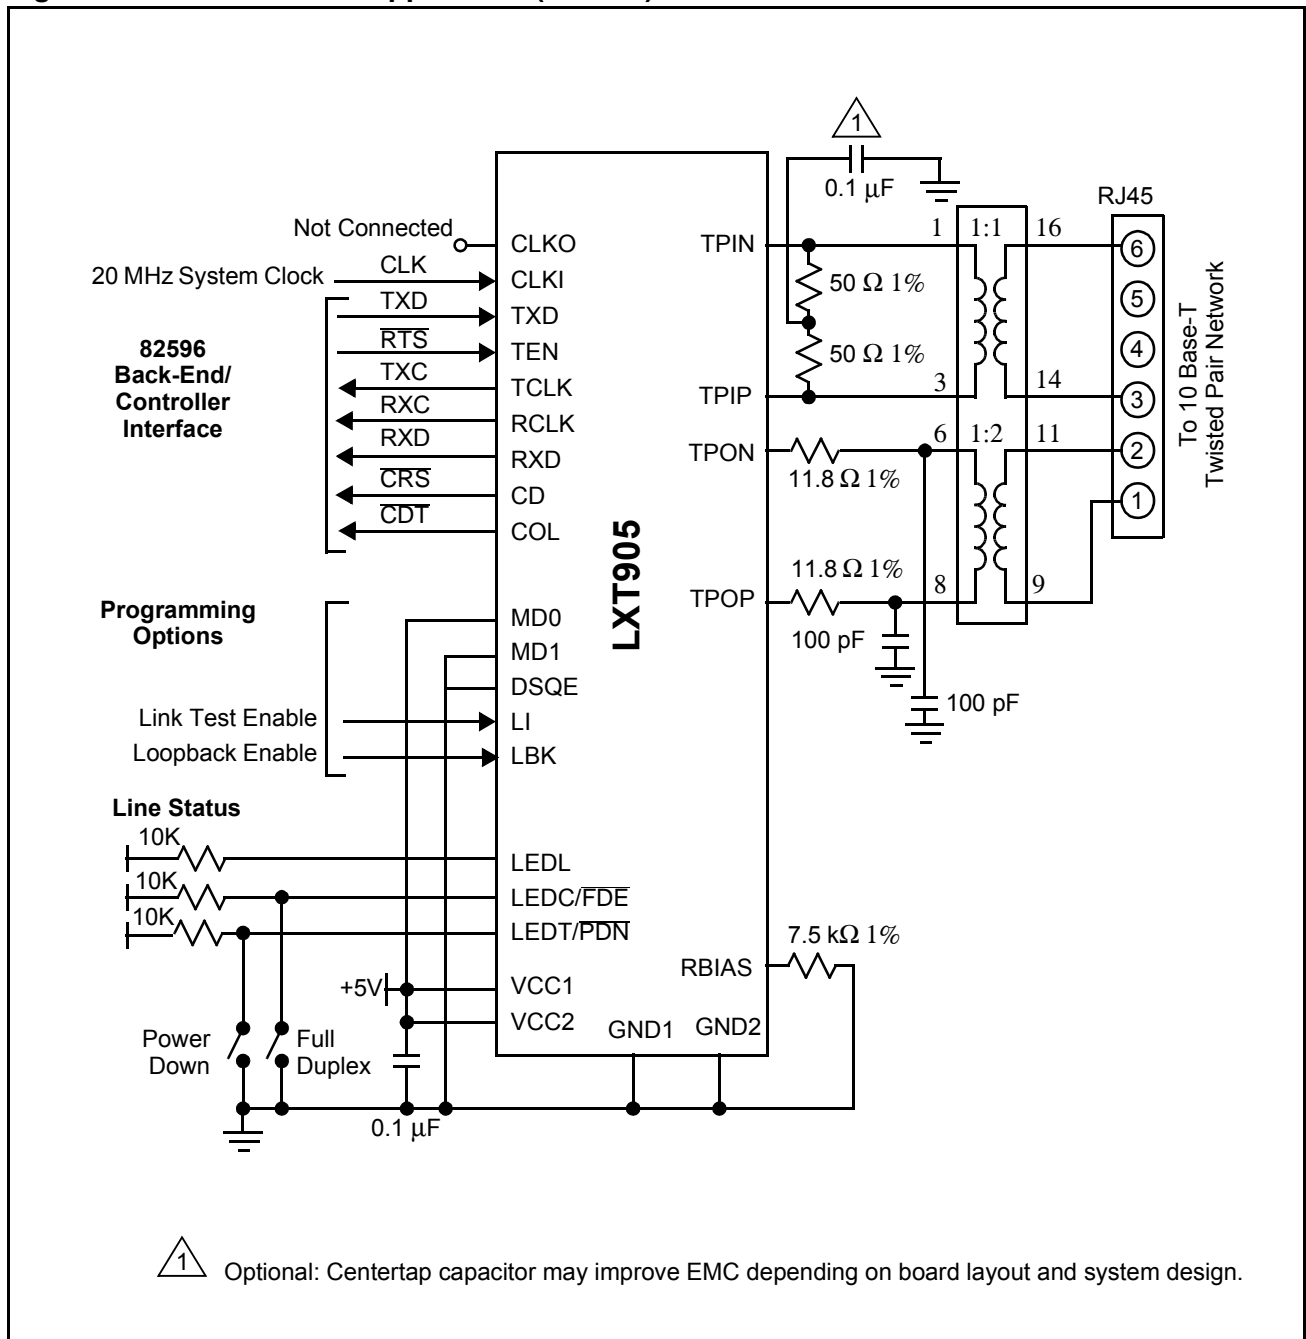 1
0.1 μF
RJ45
Not Connected
CLKO
TPIN
1
1:1
16
6
20 MHz System Clock
CLK
CLKI
50 Ω 1%
5
TXD
TXD
82596
Back-End/
Controller
Interface
RTS
TEN
50 Ω 1%
4
TXC
TCLK
TPIP
3
14
3
RXC
RCLK
RXD
RXD
TPON
11.8 Ω 1%
6
1:2
11
2
CRS
CD
1
CDT
COL
To 10 Base-T
Twisted Pair Network
LXT905
Programming
Options
MD0
TPOP
11.8 Ω 1%
8
9
MD1
100 pF
DSQE
100 pF
Link Test Enable
LI
Loopback Enable
LBK
Line Status
10K
LEDL
10K
LEDC/FDE
10K
LEDT/PDN
7.5 kΩ 1%
RBIAS
+5V
VCC1
VCC2
GND1
GND2
Power
Down
Full
Duplex
0.1 μF
1
Optional: Centertap capacitor may improve EMC depending on board layout and system design.